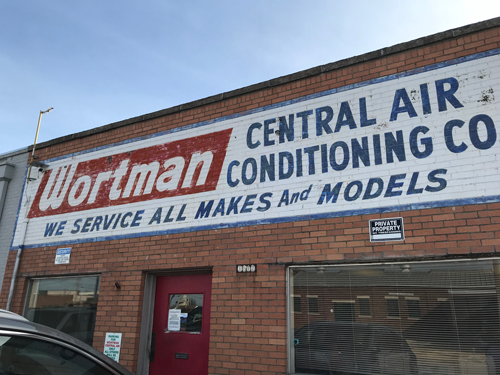 Wortman
CENTRAL AIR
CONDITIONING CO
WE SERVICE ALL MAKES And MODELS
PRIVATE
PROPERTY